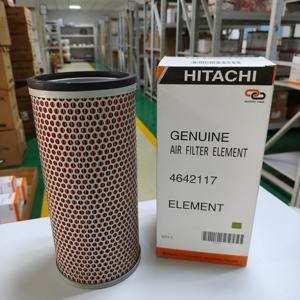 HITACHI
GENUINE
AIR FILTER ELEMENT
4642117
ELEMENT